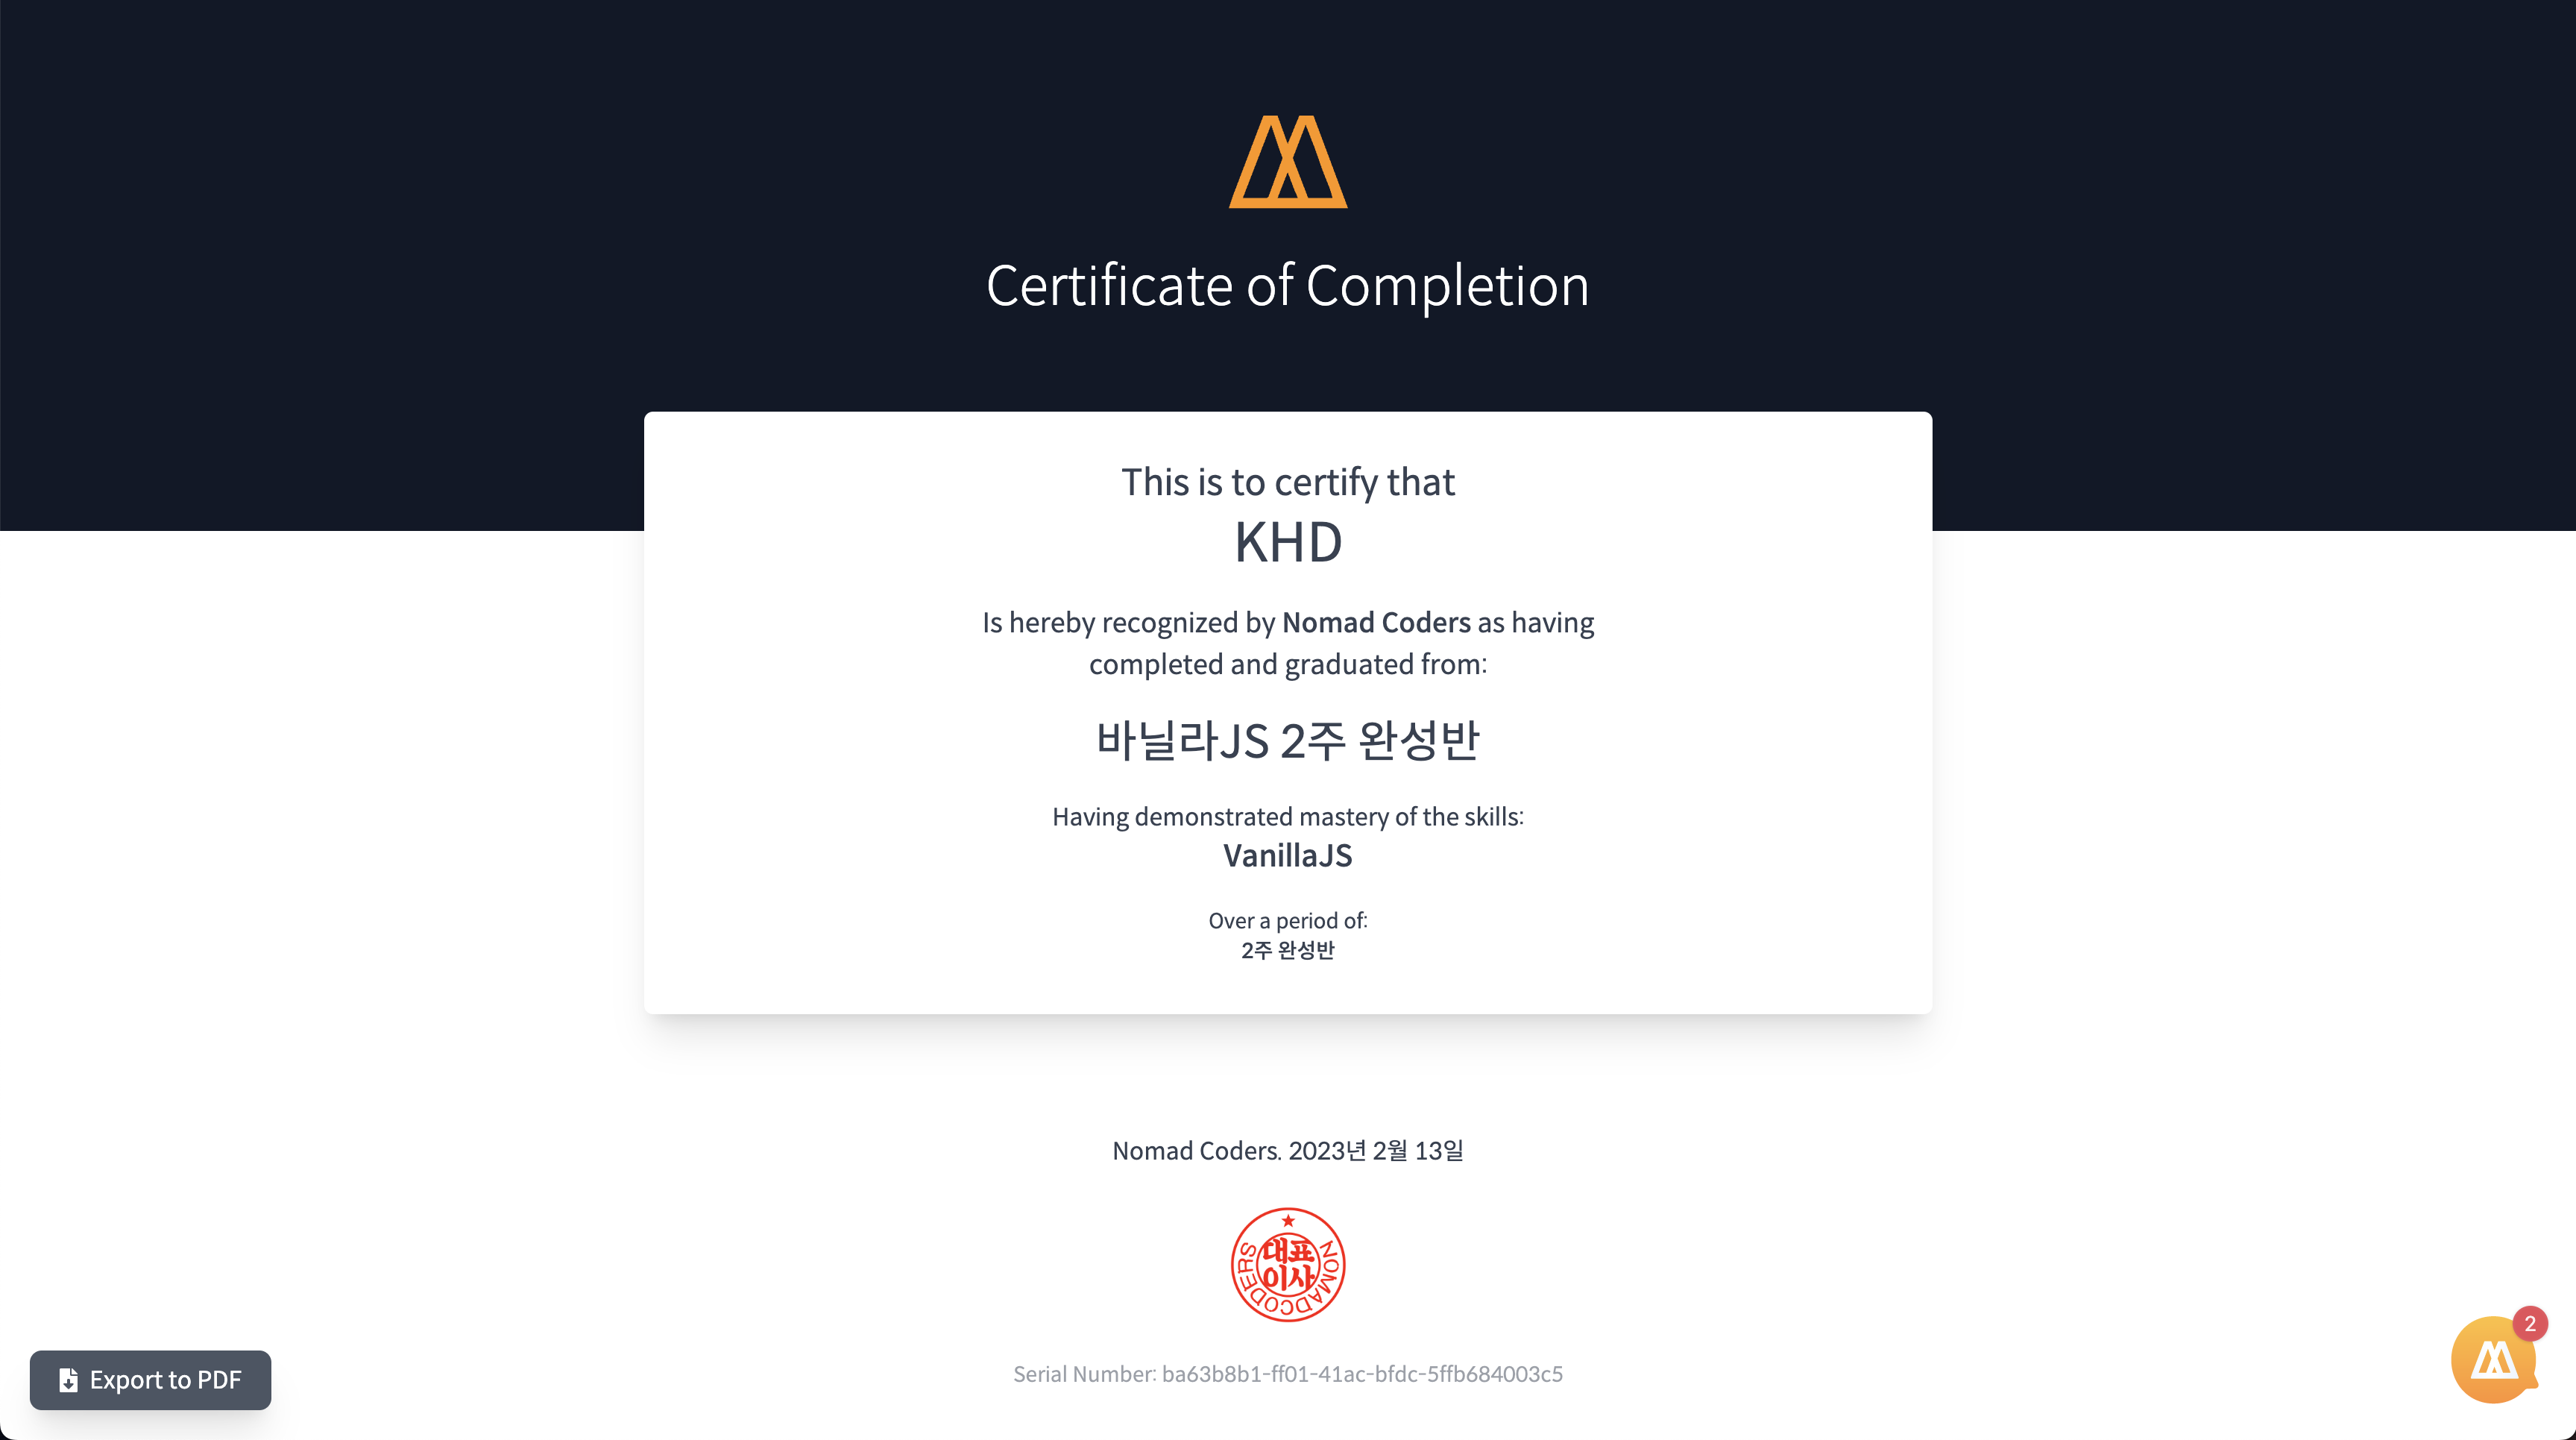 Certificate of Completion
This is to certify that
KHD
Is hereby recognized by Nomad Coders as having
completed and graduated from:
바닐라JS 2주 완성반
Having demonstrated mastery of the skills:
VanillaJS
Over a period of:
2주 완성반
Nomad Coders. 2023년 2월 13일
대표
이사
NOMADCODERS
Serial Number: ba63b8b1-ff01-41ac-bfdc-5ffb684003c5
Export to PDF
2